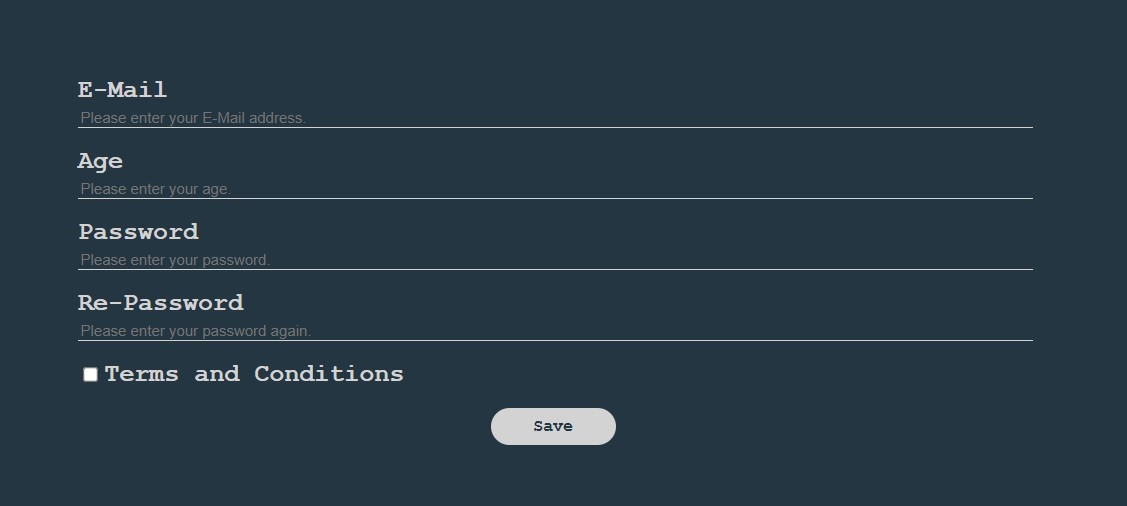 E-Mail
Please enter your E-Mail address.
Age
Please enter your age.
Password
Please enter your password.
Re-Password
Please enter your password again.
Terms and Conditions
Save